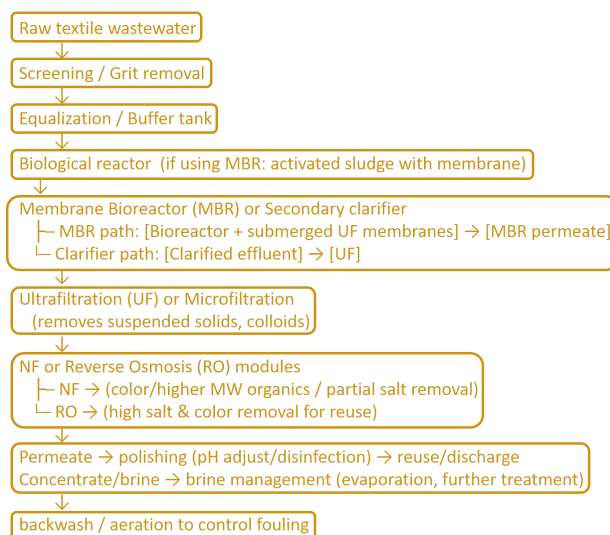 Raw textile wastewater
Screening / Grit removal
Equalization / Buffer tank
Biological reactor (if using MBR: activated sludge with membrane)
Membrane Bioreactor (MBR) or Secondary clarifier
├─ MBR path: [Bioreactor + submerged UF membranes] → [MBR permeate]
└─ Clarifier path: [Clarified effluent] → [UF]
Ultrafiltration (UF) or Microfiltration
(removes suspended solids, colloids)
NF or Reverse Osmosis (RO) modules
├─ NF → (color/higher MW organics / partial salt removal)
└─ RO → (high salt & color removal for reuse)
Permeate → polishing (pH adjust/disinfection) → reuse/discharge
Concentrate/brine → brine management (evaporation, further treatment)
backwash / aeration to control fouling